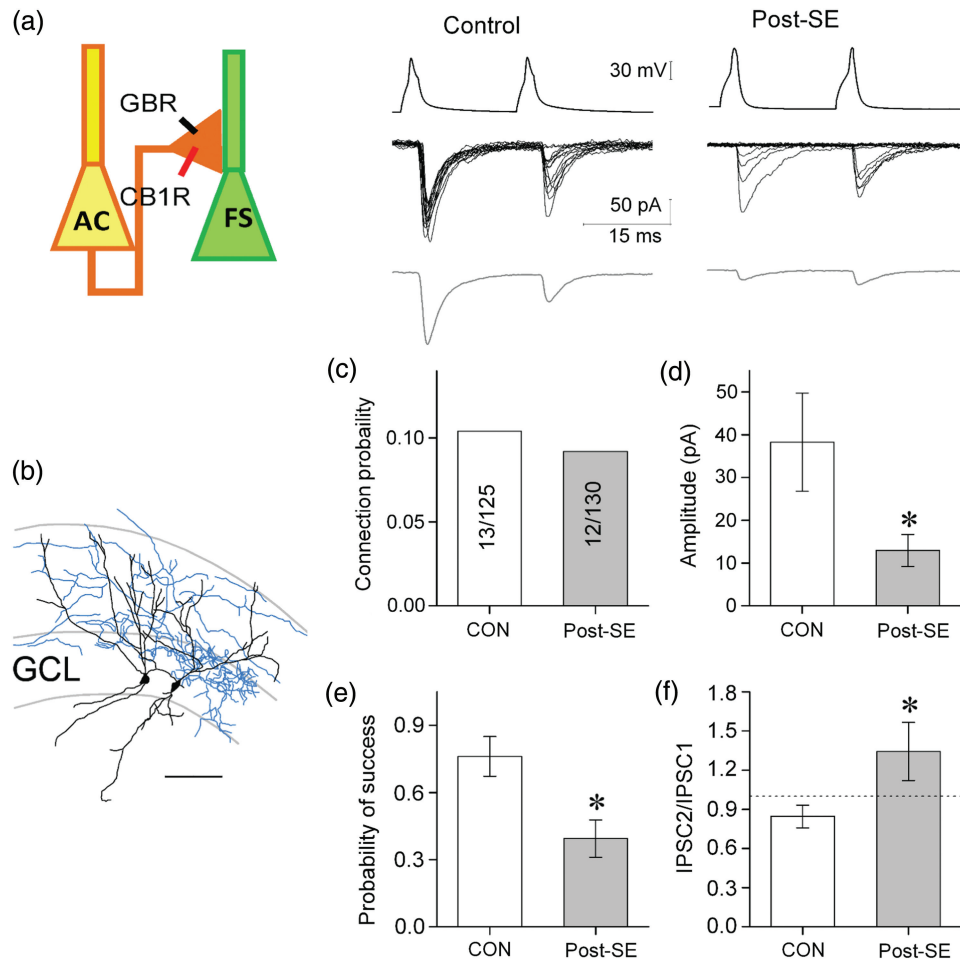 (a)
Control
Post-SE
GBR
CB1R
AC
FS
30 mV
50 pA
15 ms
(b)
GCL
(c)
Connection probaility
0.10
0.05
0.00
13/125
12/130
CON
Post-SE
(d)
Amplitude (pA)
50
40
30
20
10
0
*
CON
Post-SE
(e)
Probability of success
0.9
0.6
0.3
0.0
*
CON
Post-SE
(f)
IPSC2/IPSC1
1.8
1.2
0.9
0.3
0.0
1.5
0.6
*
CON
Post-SE